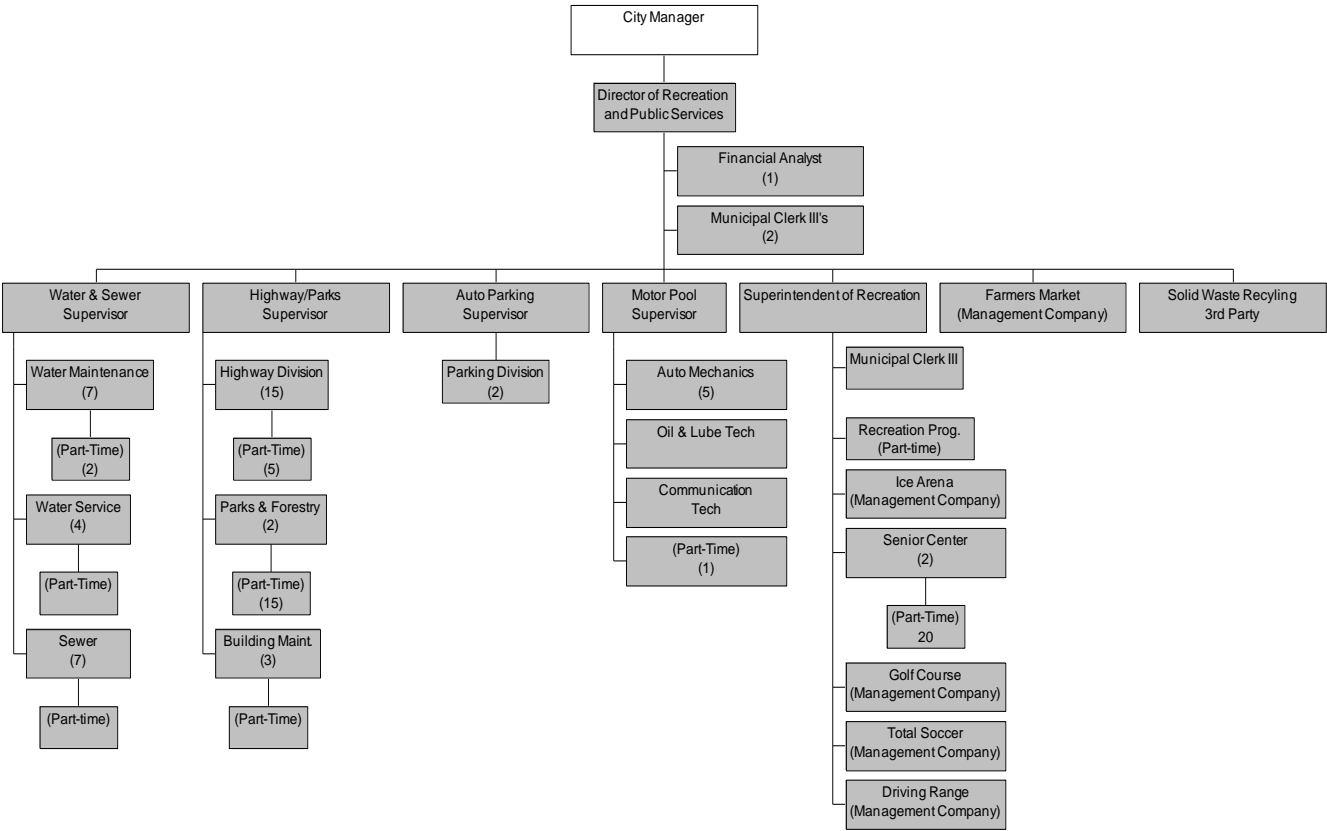 City Manager
Director of Recreation
and Public Services
Financial Analyst
(1)
Municipal Clerk III's
(2)
Water & Sewer
Supervisor
Highway/Parks
Supervisor
Auto Parking
Supervisor
Motor Pool
Supervisor
Superintendent of Recreation
Farmers Market
(Management Company)
Solid Waste Recyling
3rd Party
Water Maintenance
(7)
(Part-Time)
(2)
Water Service
(4)
(Part-Time)
Sewer
(7)
(Part-time)
Highway Division
(15)
(Part-Time)
(5)
Parks & Forestry
(2)
(Part-Time)
(15)
Building Maint.
(3)
(Part-Time)
Parking Division
(2)
Auto Mechanics
(5)
Oil & Lube Tech
Communication
Tech
(Part-Time)
(1)
Municipal Clerk III
Recreation Prog.
(Part-time)
Ice Arena
(Management Company)
Senior Center
(2)
(Part-Time)
20
Golf Course
(Management Company)
Total Soccer
(Management Company)
Driving Range
(Management Company)